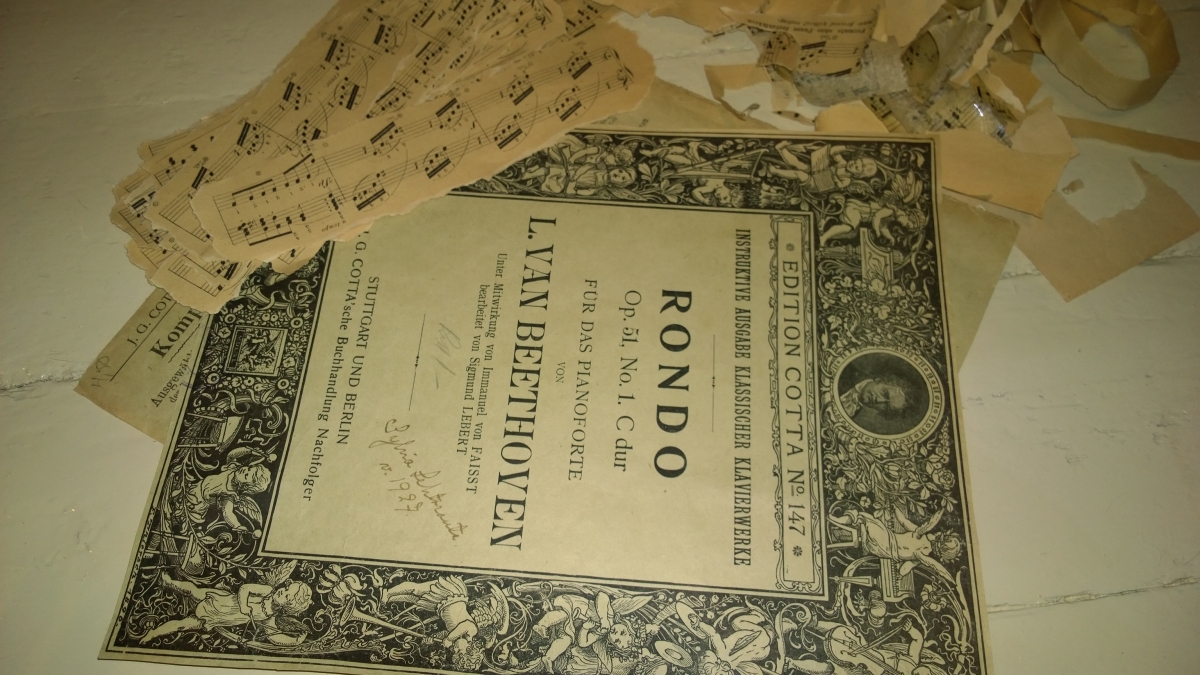 ❋ EDITION COTTA Nº 147 ❋
INSTRUKTIVE AUSGABE KLASSISCHER KLAVIERWERKE
RONDO
Op. 51, No. 1. C dur
FÜR DAS PIANOFORTE
VON
L. VAN BEETHOVEN
Unter Mitwirkung von Immanuel von FAISST
bearbeitet von Sigmund LEBERT
1927
STUTTGART UND BERLIN
G. COTTA'sche Buchhandlung Nachfolger
J. G. COT
Komp
Ausgew